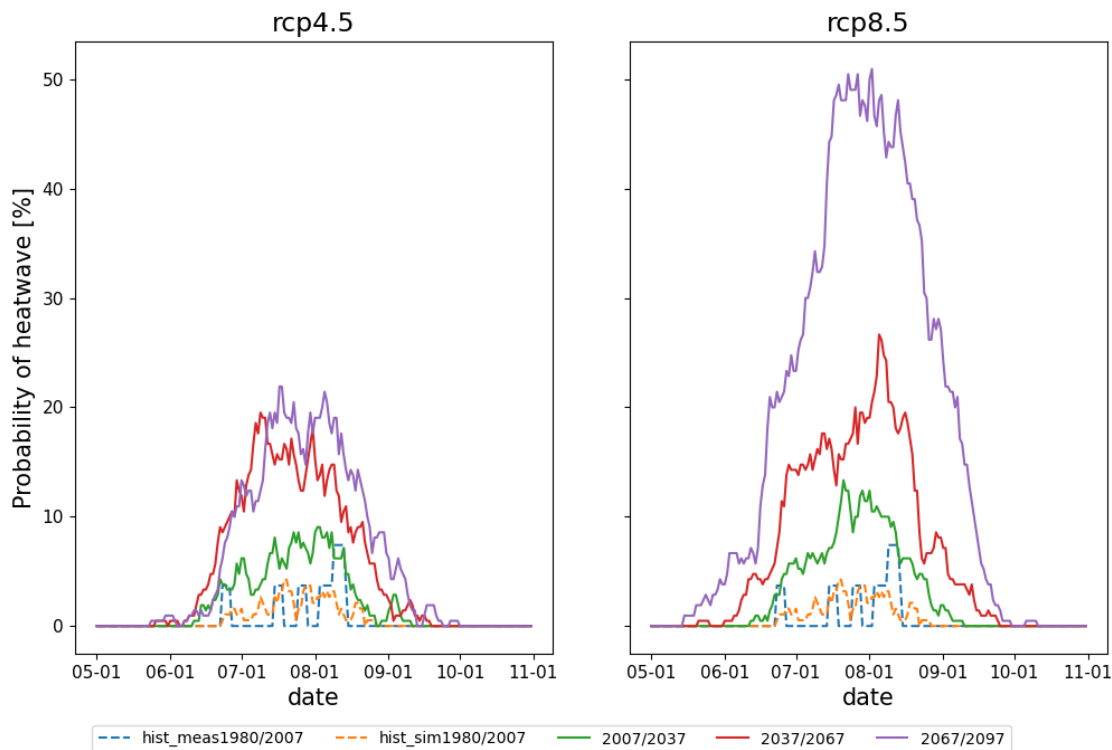 rcp4.5 rcp8.5
Probability of heatwave [%]
50
40
30
20
10
0
05-01 06-01 07-01 08-01 09-01 10-01 11-01 05-01 06-01 07-01 08-01 09-01 10-01 11-01
date date
hist_meas1980/2007 hist_sim1980/2007 2007/2037 2037/2067 2067/2097